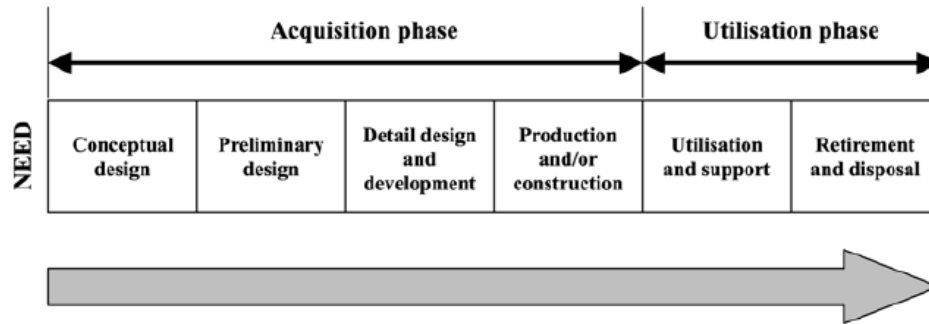 Acquisition phase
Utilisation phase
NEED
Conceptual
design
Preliminary
design
Detail design
and
development
Production
and/or
construction
Utilisation
and support
Retirement
and disposal